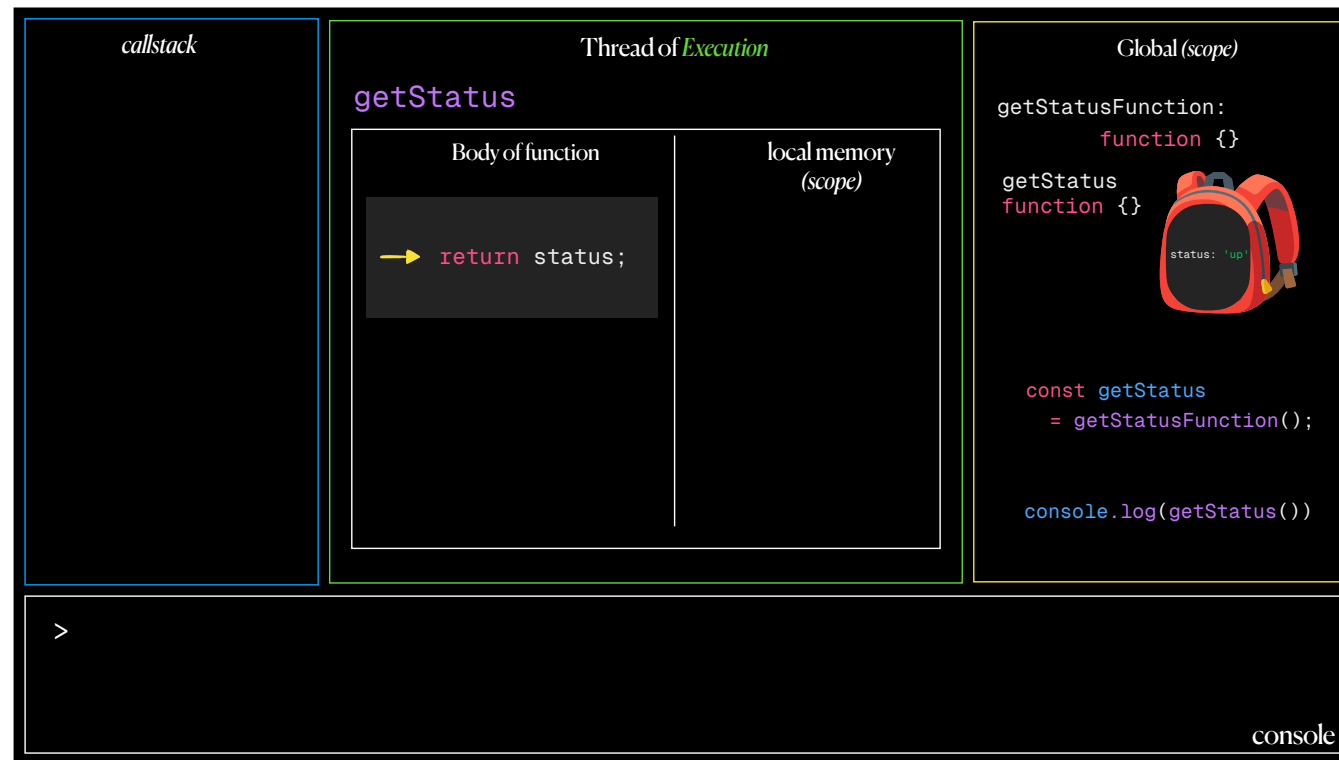 callstack
Thread of Execution
getStatus
Body of function
local memory
(scope)
return status;
Global (scope)
getStatusFunction:
function {}
getStatus
function {}
status: 'up'
const getStatus
= getStatusFunction();
console.log(getStatus())
>
console